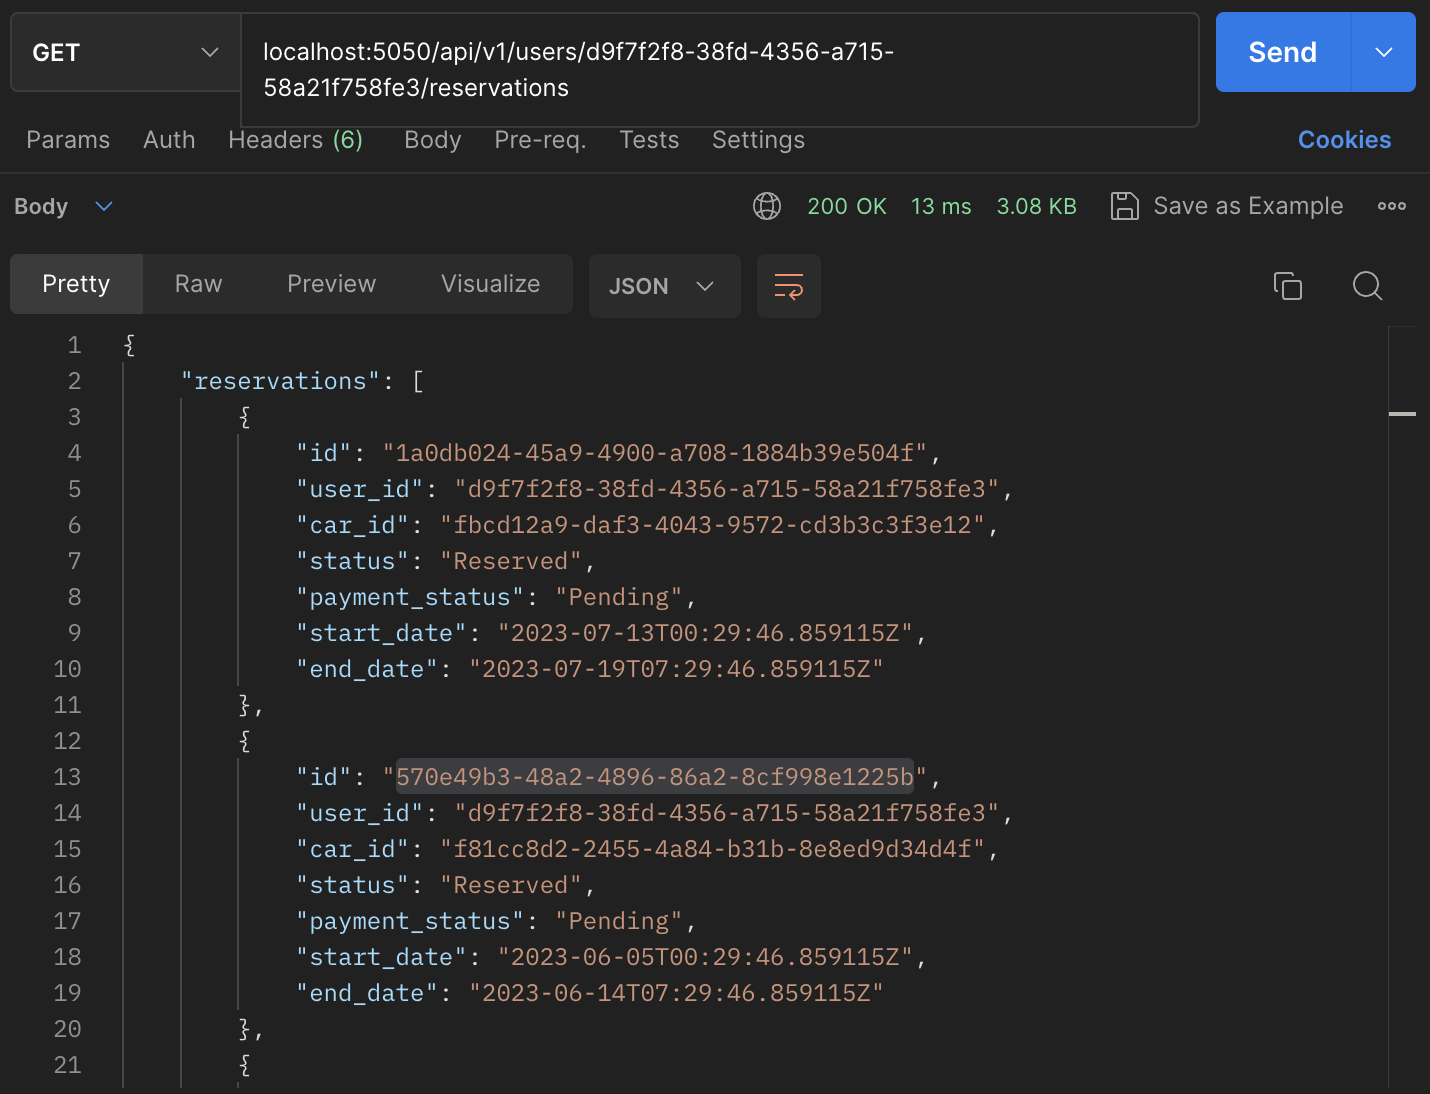 GET
localhost:5050/api/v1/users/d9f7f2f8-38fd-4356-a715-
58a21f758fe3/reservations
Send
Params Auth Headers (6) Body Pre-req. Tests Settings Cookies
Body 200 OK 13 ms 3.08 KB Save as Example
Pretty Raw Preview Visualize JSON
1 {
2 "reservations": [
3 {
4 "id": "1a0db024-45a9-4900-a708-1884b39e504f",
5 "user_id": "d9f7f2f8-38fd-4356-a715-58a21f758fe3",
6 "car_id": "fbcd12a9-daf3-4043-9572-cd3b3c3f3e12",
7 "status": "Reserved",
8 "payment_status": "Pending",
9 "start_date": "2023-07-13T00:29:46.859115Z",
10 "end_date": "2023-07-19T07:29:46.859115Z"
11 },
12 {
13 "id": "570e49b3-48a2-4896-86a2-8cf998e1225b",
14 "user_id": "d9f7f2f8-38fd-4356-a715-58a21f758fe3",
15 "car_id": "f81cc8d2-2455-4a84-b31b-8e8ed9d34d4f",
16 "status": "Reserved",
17 "payment_status": "Pending",
18 "start_date": "2023-06-05T00:29:46.859115Z",
19 "end_date": "2023-06-14T07:29:46.859115Z"
20 },
21 {